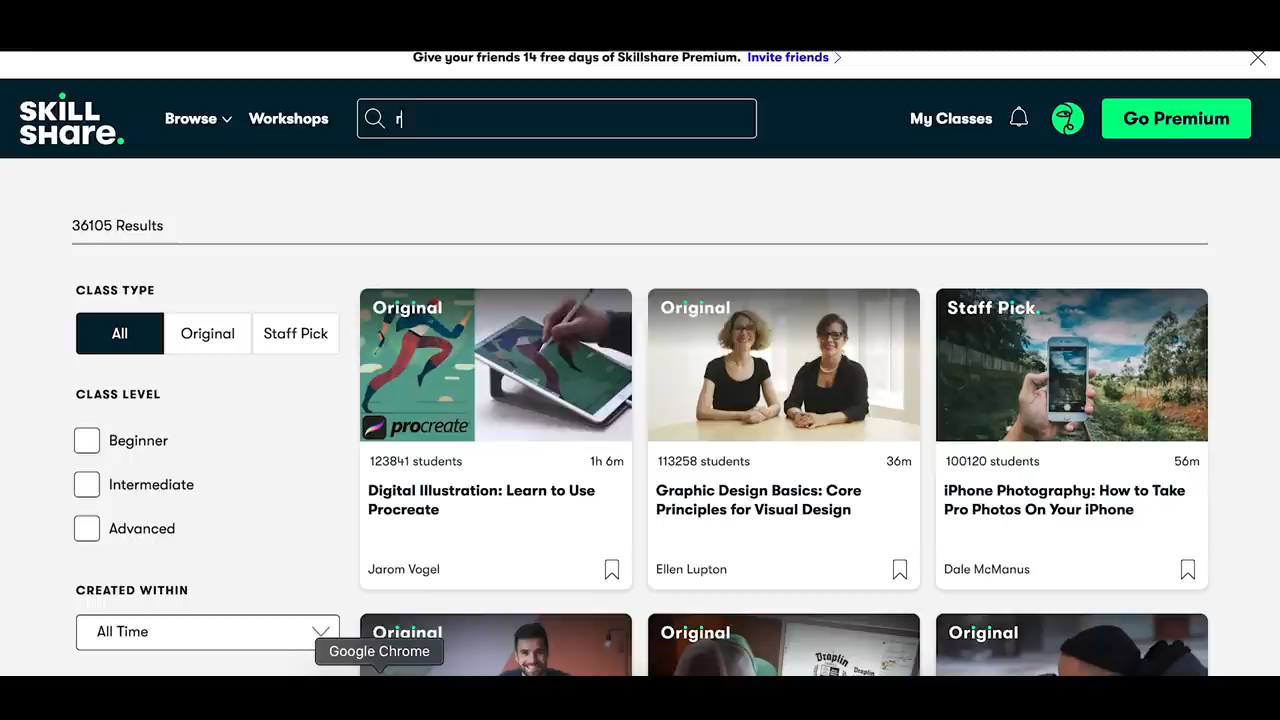 Give your friends 14 free days of Skillshare Premium. Invite friends
SKILL
SHARE.
Browse
Workshops
r
My Classes
Go Premium
36105 Results
CLASS TYPE
All
Original
Staff Pick
CLASS LEVEL
Beginner
Intermediate
Advanced
CREATED WITHIN
All Time
Google Chrome
Original
procreate
123841 students
1h 6m
Digital Illustration: Learn to Use
Procreate
Jarom Vogel
Original
113258 students
36m
Graphic Design Basics: Core
Principles for Visual Design
Ellen Lupton
Staff Pick.
100120 students
56m
iPhone Photography: How to Take
Pro Photos On Your iPhone
Dale McManus
Original
Original
Draplin
Original